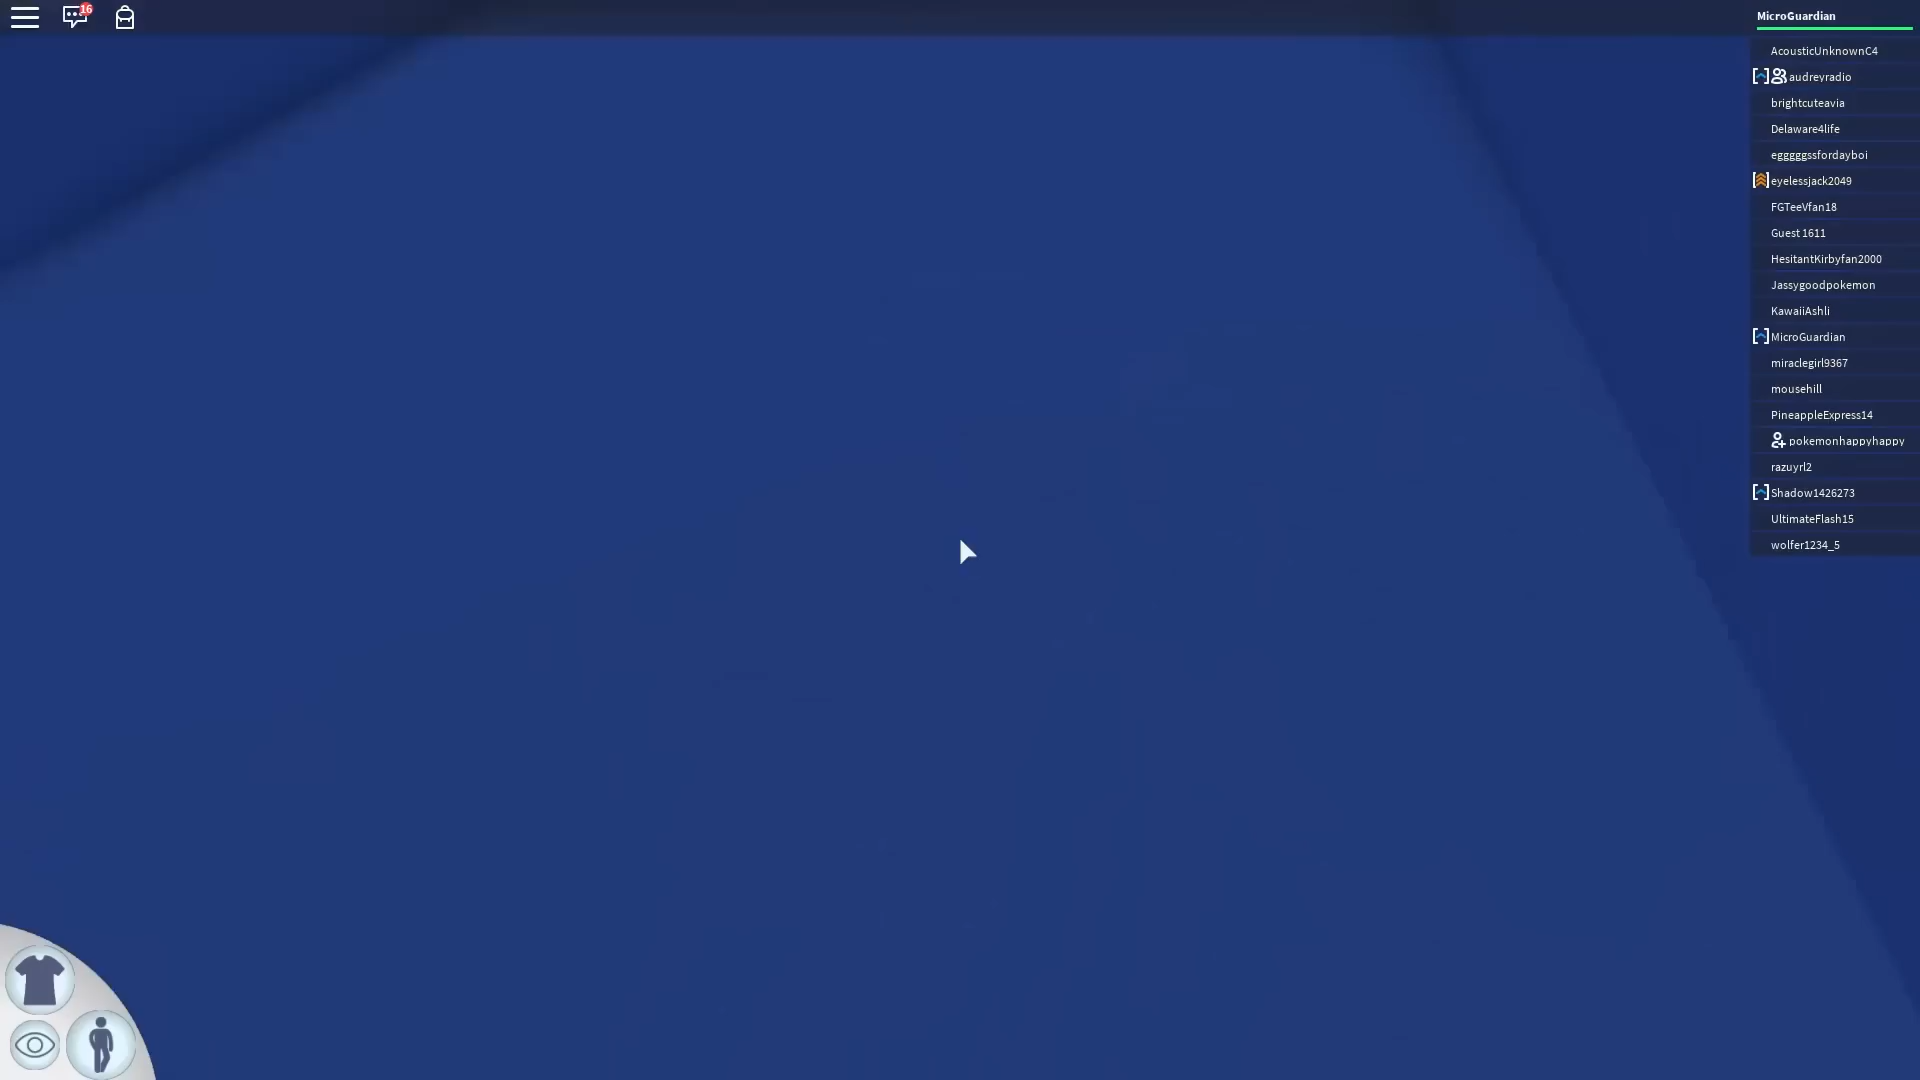 16
MicroGuardian
AcousticUnknownC4
audreyradio
brightcuteavia
Delaware4life
egggggssfordayboi
eyelessjack2049
FGTeeVfan18
Guest 1611
HesitantKirbyfan2000
Jassygoodpokemon
KawaiiAshli
MicroGuardian
miraclegirl9367
mousehill
PineappleExpress14
pokemonhappyhappy
razuyrl2
Shadow1426273
UltimateFlash15
wolfer1234_5